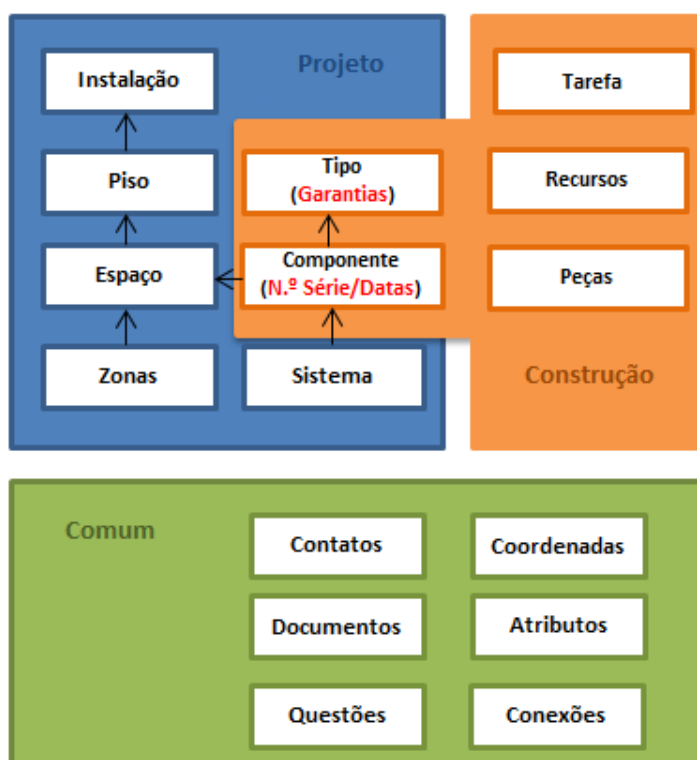 Projeto
Instalação
Tarefa
Piso
Tipo
(Garantias)
Recursos
Espaço
Componente
(N.º Série/Datas)
Peças
Zonas
Sistema
Construção
Comum
Contatos
Coordenadas
Documentos
Atributos
Questões
Conexões